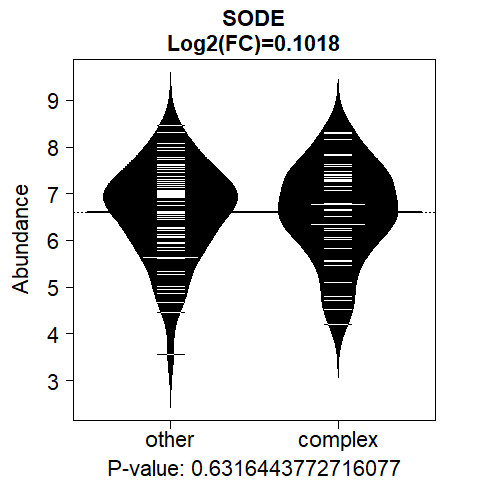 SODE
Log2(FC)=0.1018
Abundance
9
8
7
6
5
4
3
other complex
P-value: 0.6316443772716077